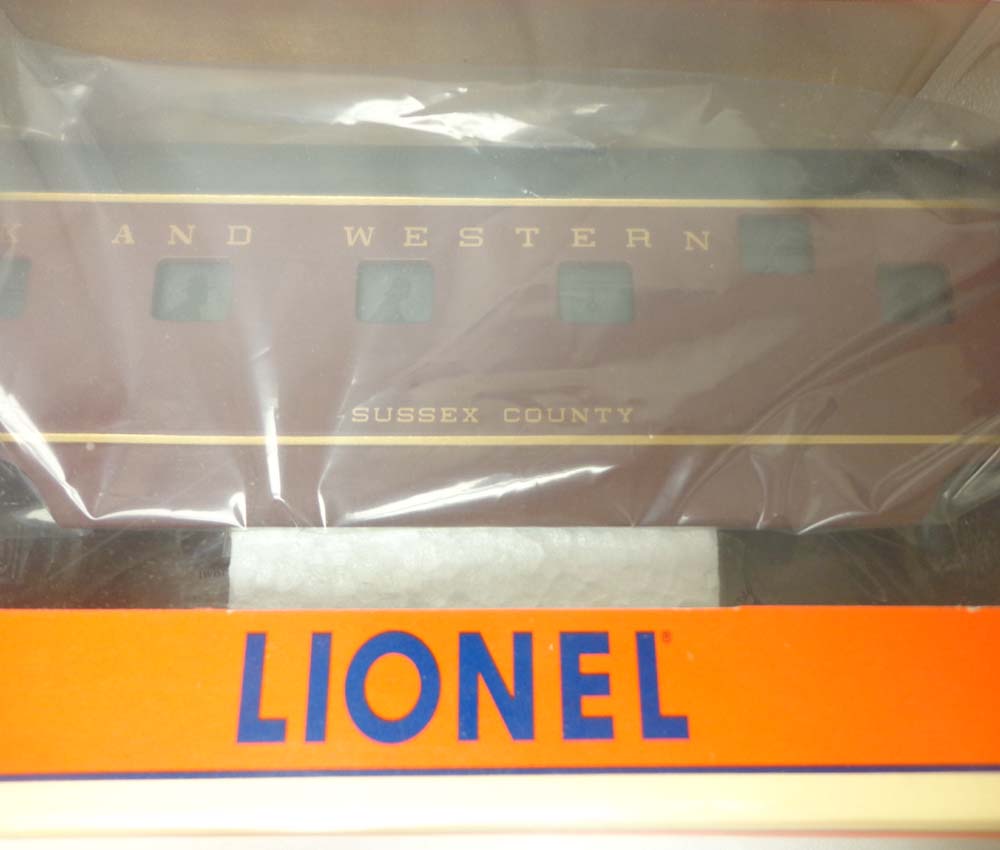 K AND WESTERN
SUSSEX COUNTY
LIONEL®